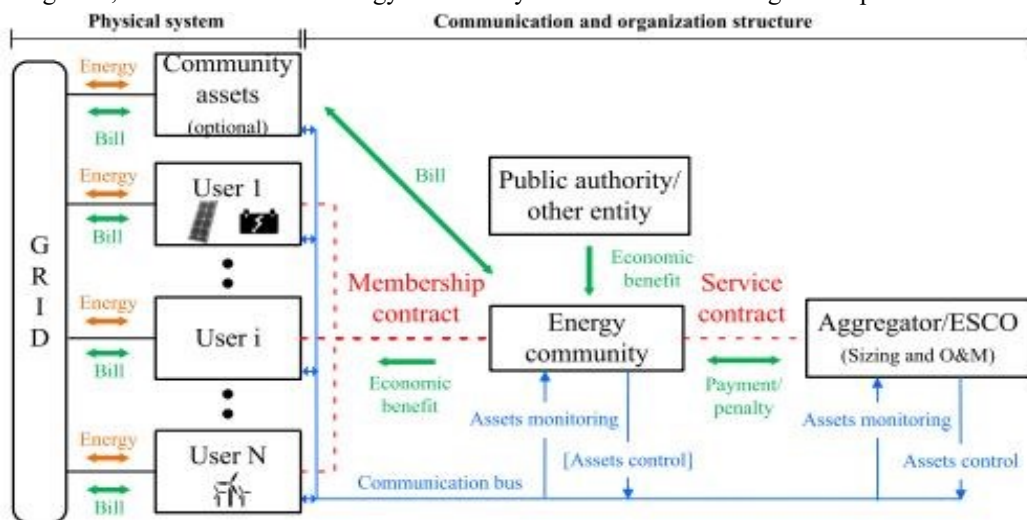 Physical system
Communication and organization structure
Energy
Bill
Community
assets
(optional)
Energy
Bill
User 1
G
R
I
D
Energy
Bill
User i
Energy
Bill
User N
Bill
Public authority/
other entity
Economic
benefit
Membership
contract
Economic
benefit
Energy
community
Service
contract
Payment/
penalty
Aggregator/ESCO
(Sizing and O&M)
Assets monitoring
[Assets control]
Assets monitoring
Assets control
Communication bus